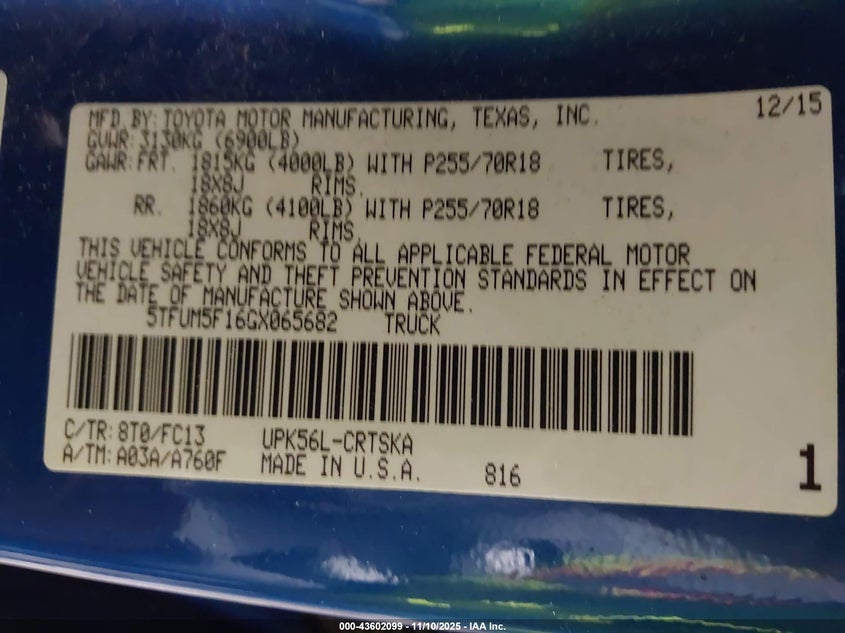 MFD BY: TOYOTA MOTOR MANUFACTURING, TEXAS, INC. 12/15
GVWR: 3130KG (6900LB)
GAWR: FRT. 1815KG (4000LB) WITH P255/70R18 TIRES,
18X8J RIMS.
RR. 1860KG (4100LB) WITH P255/70R18 TIRES,
18X8J RIMS.
THIS VEHICLE CONFORMS TO ALL APPLICABLE FEDERAL MOTOR
VEHICLE SAFETY AND THEFT PREVENTION STANDARDS IN EFFECT ON
THE DATE OF MANUFACTURE SHOWN ABOVE.
5TFUM5F16GX065682 TRUCK
C/TR: 8T0/FC13 UPK56L-CRTSKA
A/TM: A03A/A760F MADE IN U.S.A. 816 1
000-43602099 - 11/10/2025 - IAA Inc.